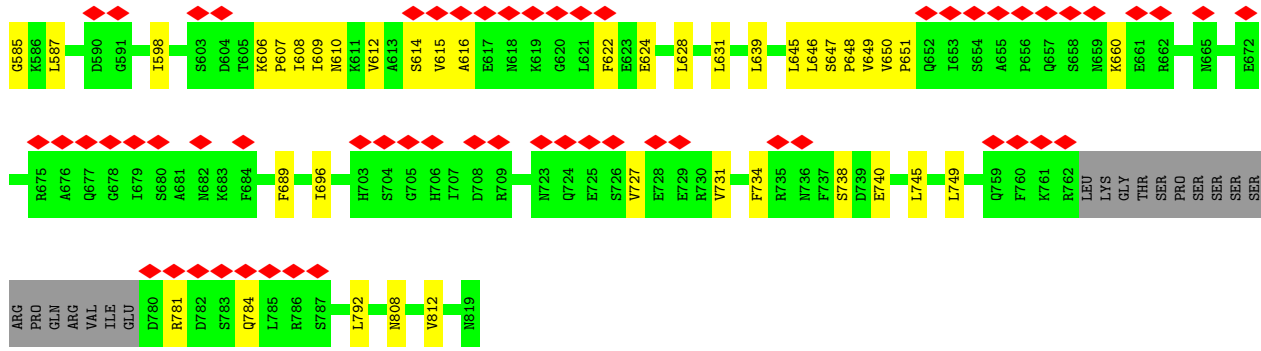 G585 K586 L587 D590 G591 I598 S603 D604 T605 K606 P607 I608 I609 N610 K611 V612 A613 S614 V615 A616 E617 N618 K619 G620 L621 F622 E623 E624 L628 L631 L639 L645 L646 S647 P648 V649 V650 P651 Q652 I653 S654 A655 P656 Q657 S658 N659 K660 E661 R662 N665 E672
R675 A676 Q677 G678 I679 S680 A681 N682 K683 F684 F689 I696 H703 S704 G705 H706 I707 D708 R709 N723 Q724 E725 S726 V727 E728 E729 R730 V731 F734 R735 N736 F737 S738 D739 E740 L745 L749 Q759 F760 K761 R762 LEU LYS GLY THR SER PRO SER SER SER SER
ARG PRO GLN ARG VAL ILE GLU D780 R781 D782 S783 Q784 L785 R786 S787 L792 N808 V812 N819